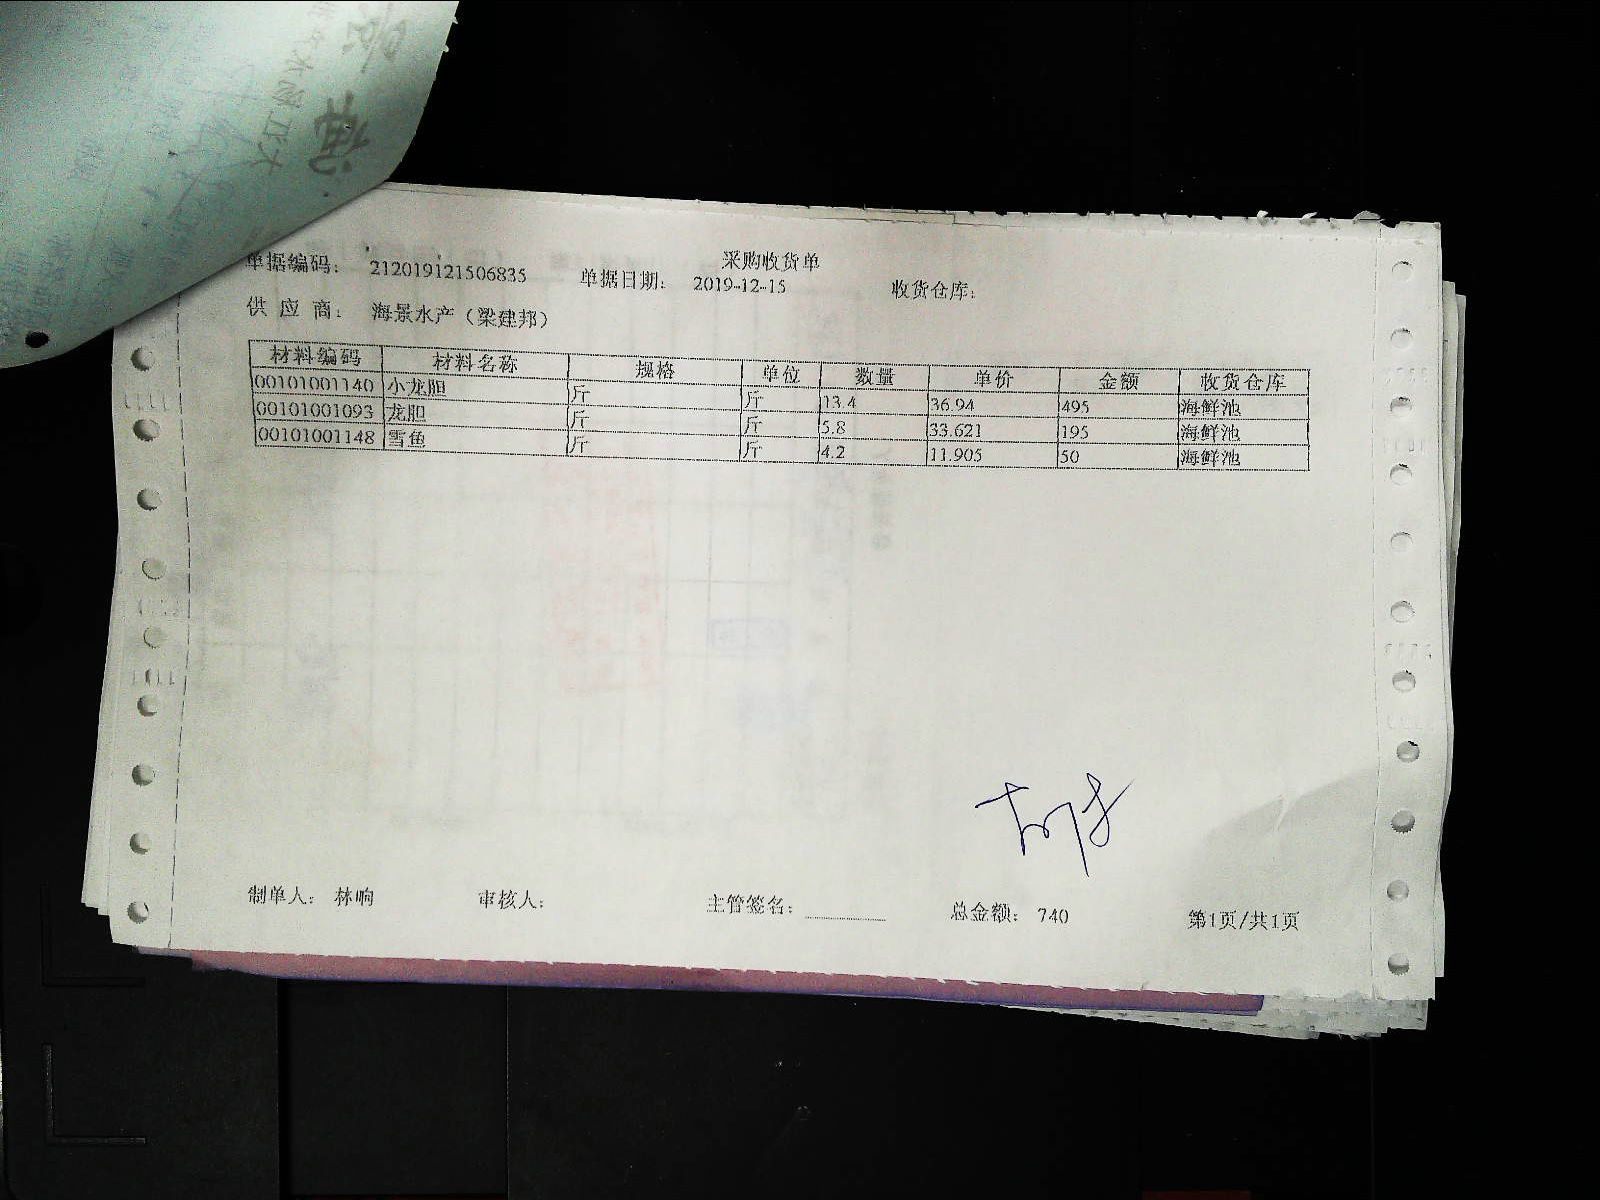 采购收货单
单据编码: 212019121506835 单据日期: 2019-12-15 收货仓库:
供 应 商: 海景水产（梁建邦）
材料编码 材料名称 规格 单位 数量 单价 金额 收货仓库
00101001140 小龙胆 斤 斤 13.4 36.94 495 海鲜池
00101001093 龙胆 斤 斤 5.8 33.621 195 海鲜池
00101001148 雪鱼 斤 斤 4.2 11.905 50 海鲜池
制单人: 林响 审核人: 主管签名: 总金额: 740 第1页/共1页